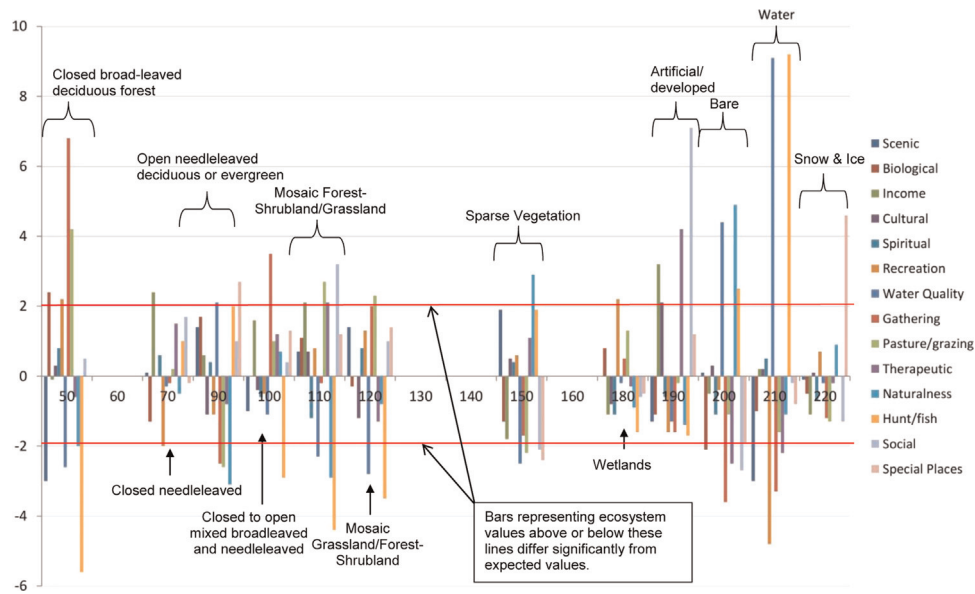 10
8
6
4
2
0
-2
-4
-6
50
60
70
80
90
100
110
120
130
140
150
160
170
180
190
200
210
220
Closed broad-leaved
deciduous forest
Open needleleaved
deciduous or evergreen
Mosaic Forest-
Shrubland/Grassland
Sparse Vegetation
Artificial/
developed
Bare
Water
Snow & Ice
Closed needleleaved
Closed to open
mixed broadleaved
and needleleaved
Mosaic
Grassland/Forest-
Shrubland
Wetlands
Bars representing ecosystem
values above or below these
lines differ significantly from
expected values.
Scenic
Biological
Income
Cultural
Spiritual
Recreation
Water Quality
Gathering
Pasture/grazing
Therapeutic
Naturalness
Hunt/fish
Social
Special Places